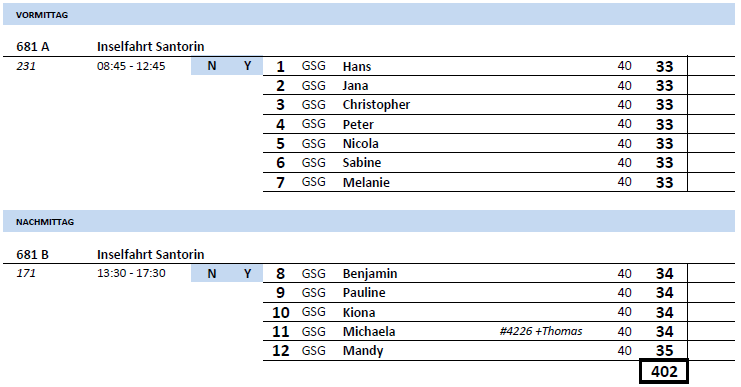 VORMITTAG
681 A Inselfahrt Santorin
231 08:45 - 12:45 N Y 1 GSG Hans 40 33
2 GSG Jana 40 33
3 GSG Christopher 40 33
4 GSG Peter 40 33
5 GSG Nicola 40 33
6 GSG Sabine 40 33
7 GSG Melanie 40 33
NACHMITTAG
681 B Inselfahrt Santorin
171 13:30 - 17:30 N Y 8 GSG Benjamin 40 34
9 GSG Pauline 40 34
10 GSG Kiona 40 34
11 GSG Michaela #4226 +Thomas 40 34
12 GSG Mandy 40 35
402